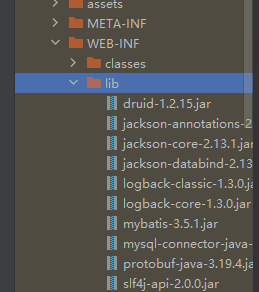 assets
META-INF
WEB-INF
classes
lib
druid-1.2.15.jar
jackson-annotations-2
jackson-core-2.13.1.jar
jackson-databind-2.13
logback-classic-1.3.0.jar
logback-core-1.3.0.jar
mybatis-3.5.1.jar
mysql-connector-java-
protobuf-java-3.19.4.jar
slf4j-api-2.0.0.jar